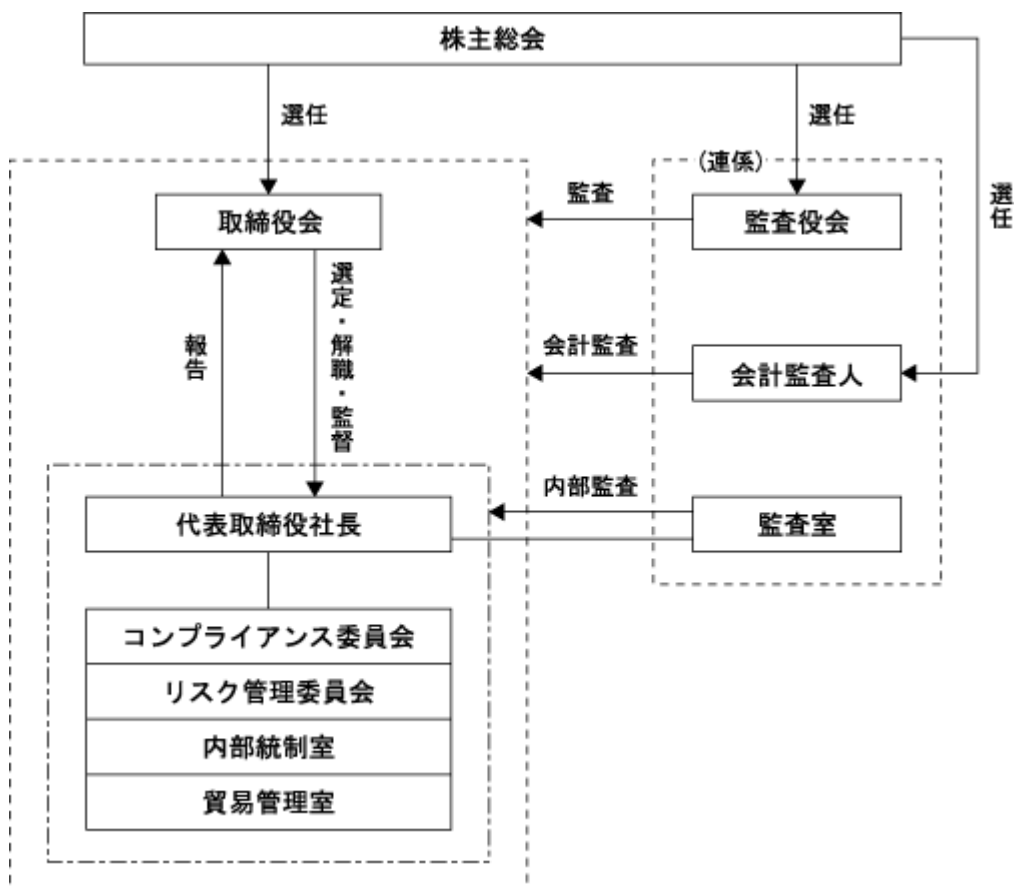 株主総会
選任
選任
選任
(連係)
監査
取締役会
監査役会
選定・解職・監督
報告
会計監査
会計監査人
内部監査
代表取締役社長
監査室
コンプライアンス委員会
リスク管理委員会
内部統制室
貿易管理室